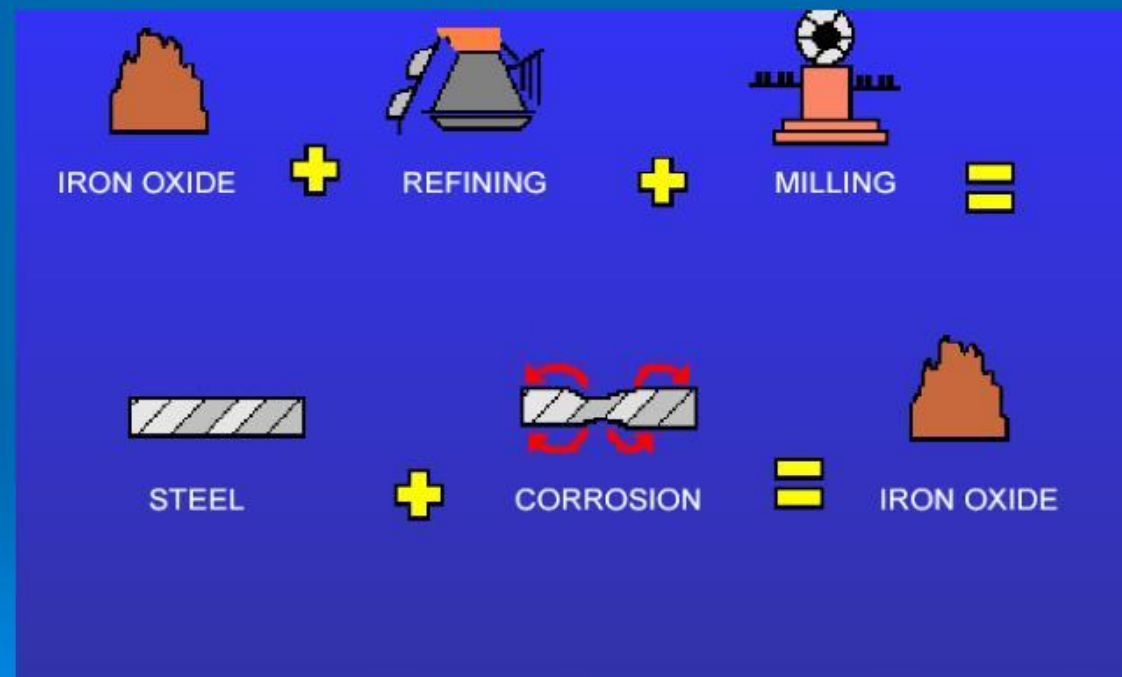 IRON OXIDE + REFINING + MILLING =
STEEL + CORROSION = IRON OXIDE